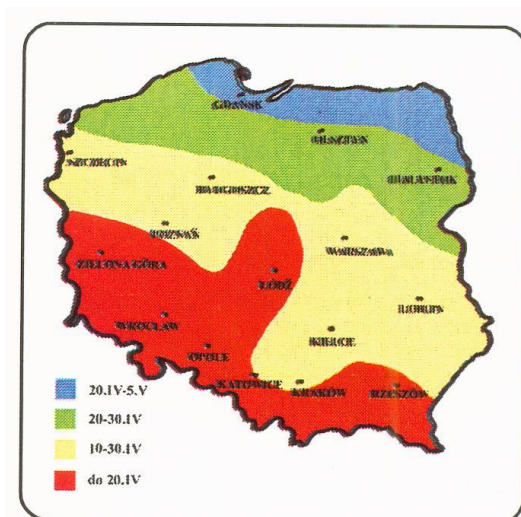 GDAŃSK
OLSZTYN
SZCZECIN
BIAŁYSTOK
BYDGOSZCZ
POZNAŃ
WARSZAWA
ZIELONA GÓRA
ŁÓDŹ
LUBLIN
WROCŁAW
KIELCE
OPOLE
KATOWICE
KRAKÓW
RZESZÓW
20.IV-5.V
20-30.IV
10-30.IV
do 20.IV